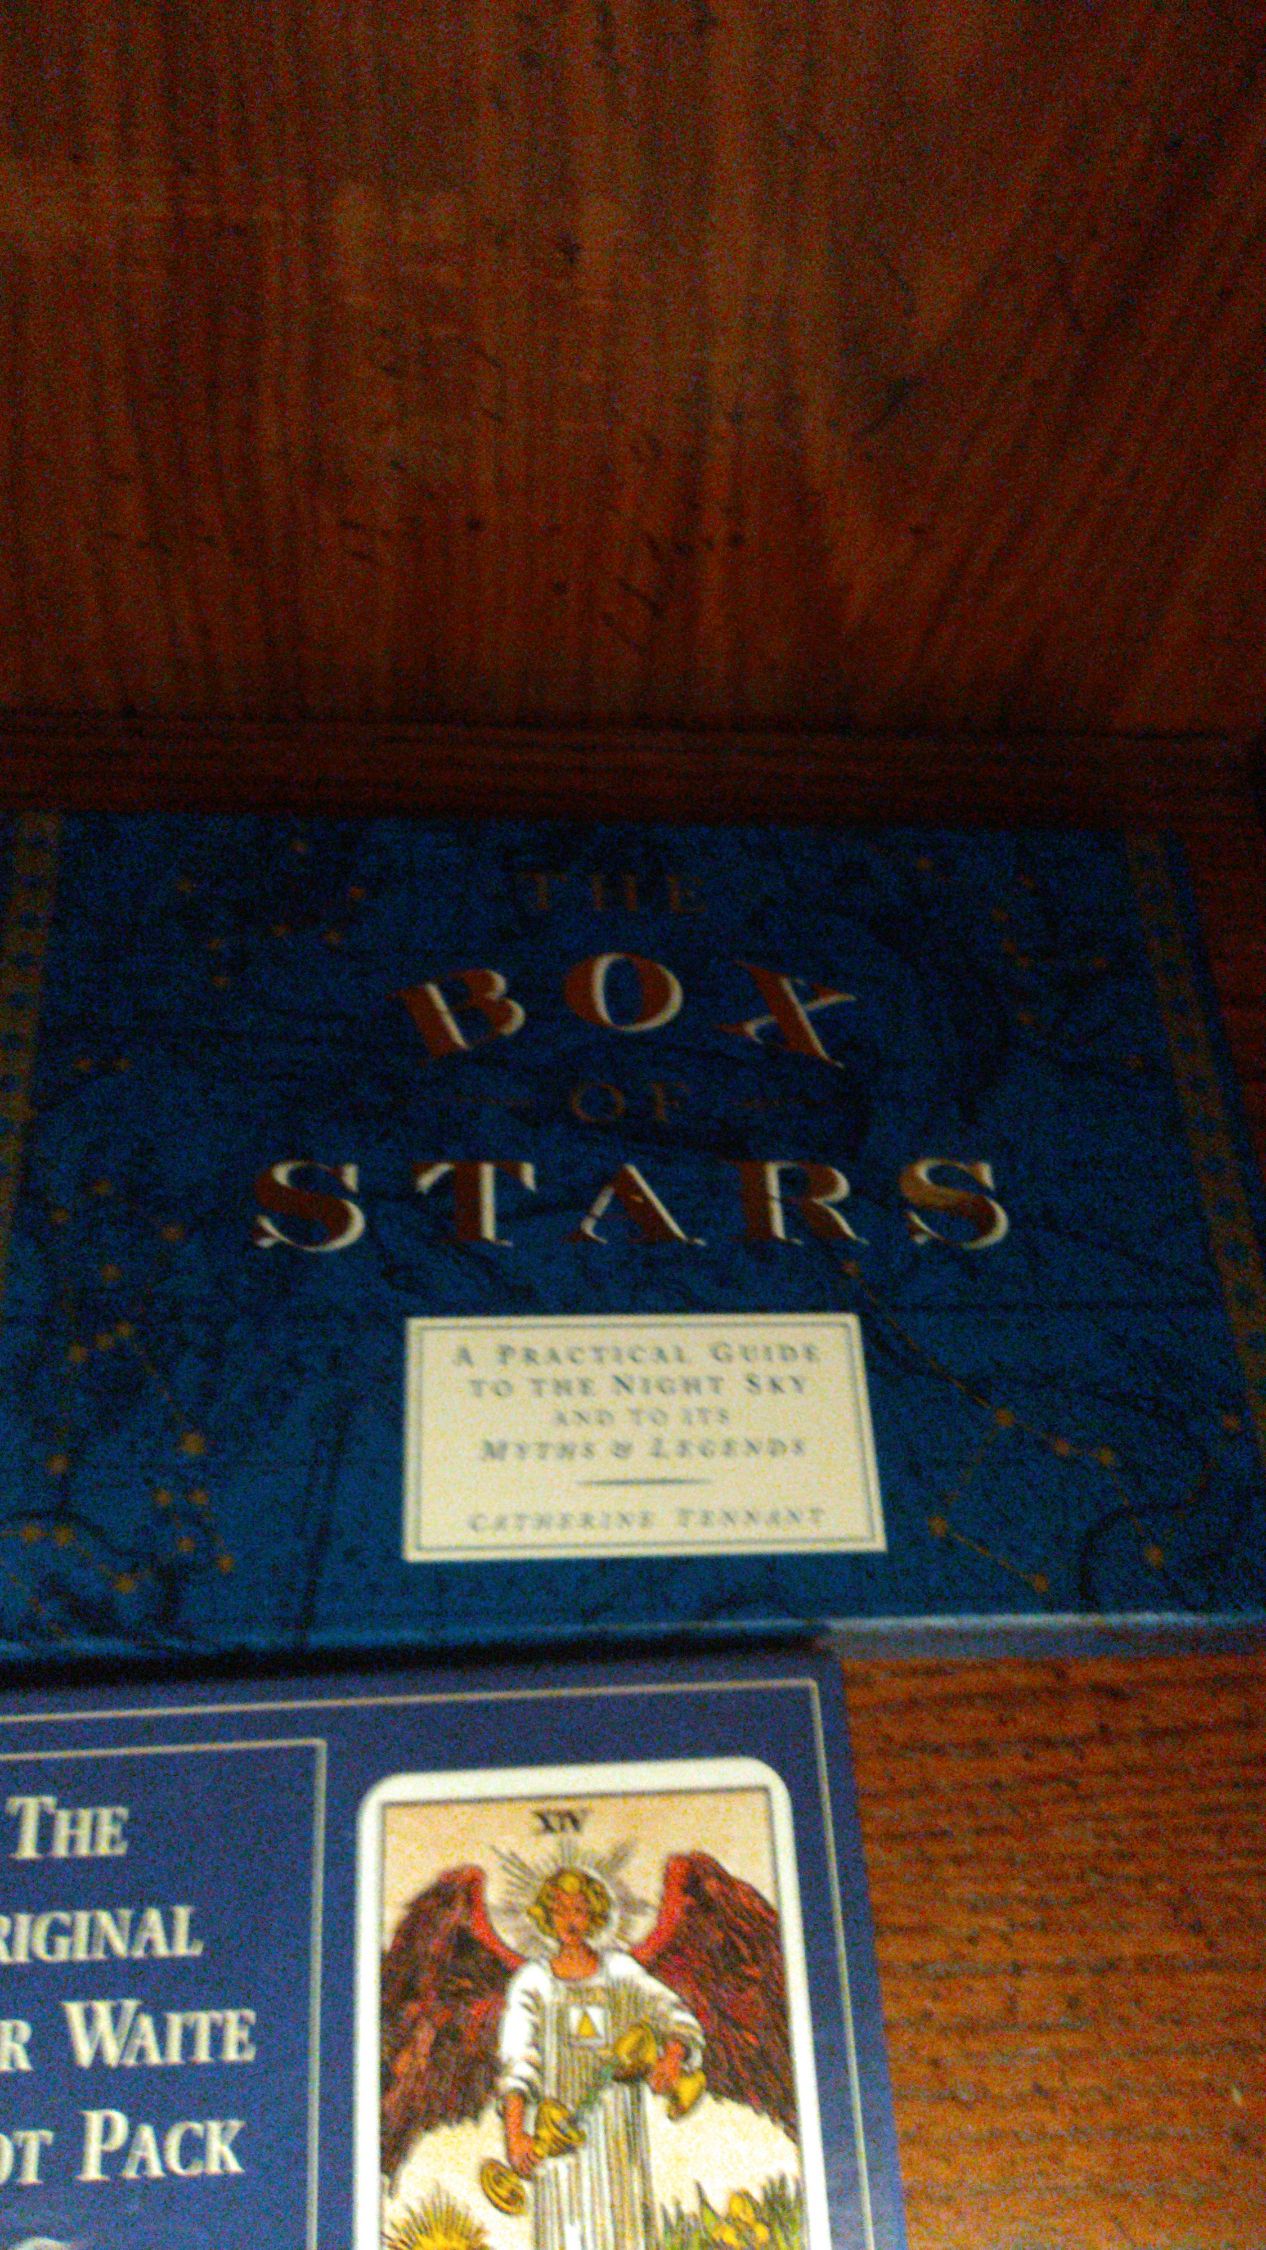 THE
BOX
OF
STARS
A PRACTICAL GUIDE
TO THE NIGHT SKY
AND TO ITS
MYTHS & LEGENDS
CATHERINE TENNANT
THE
RIGINAL
R WAITE
OT PACK
XIV